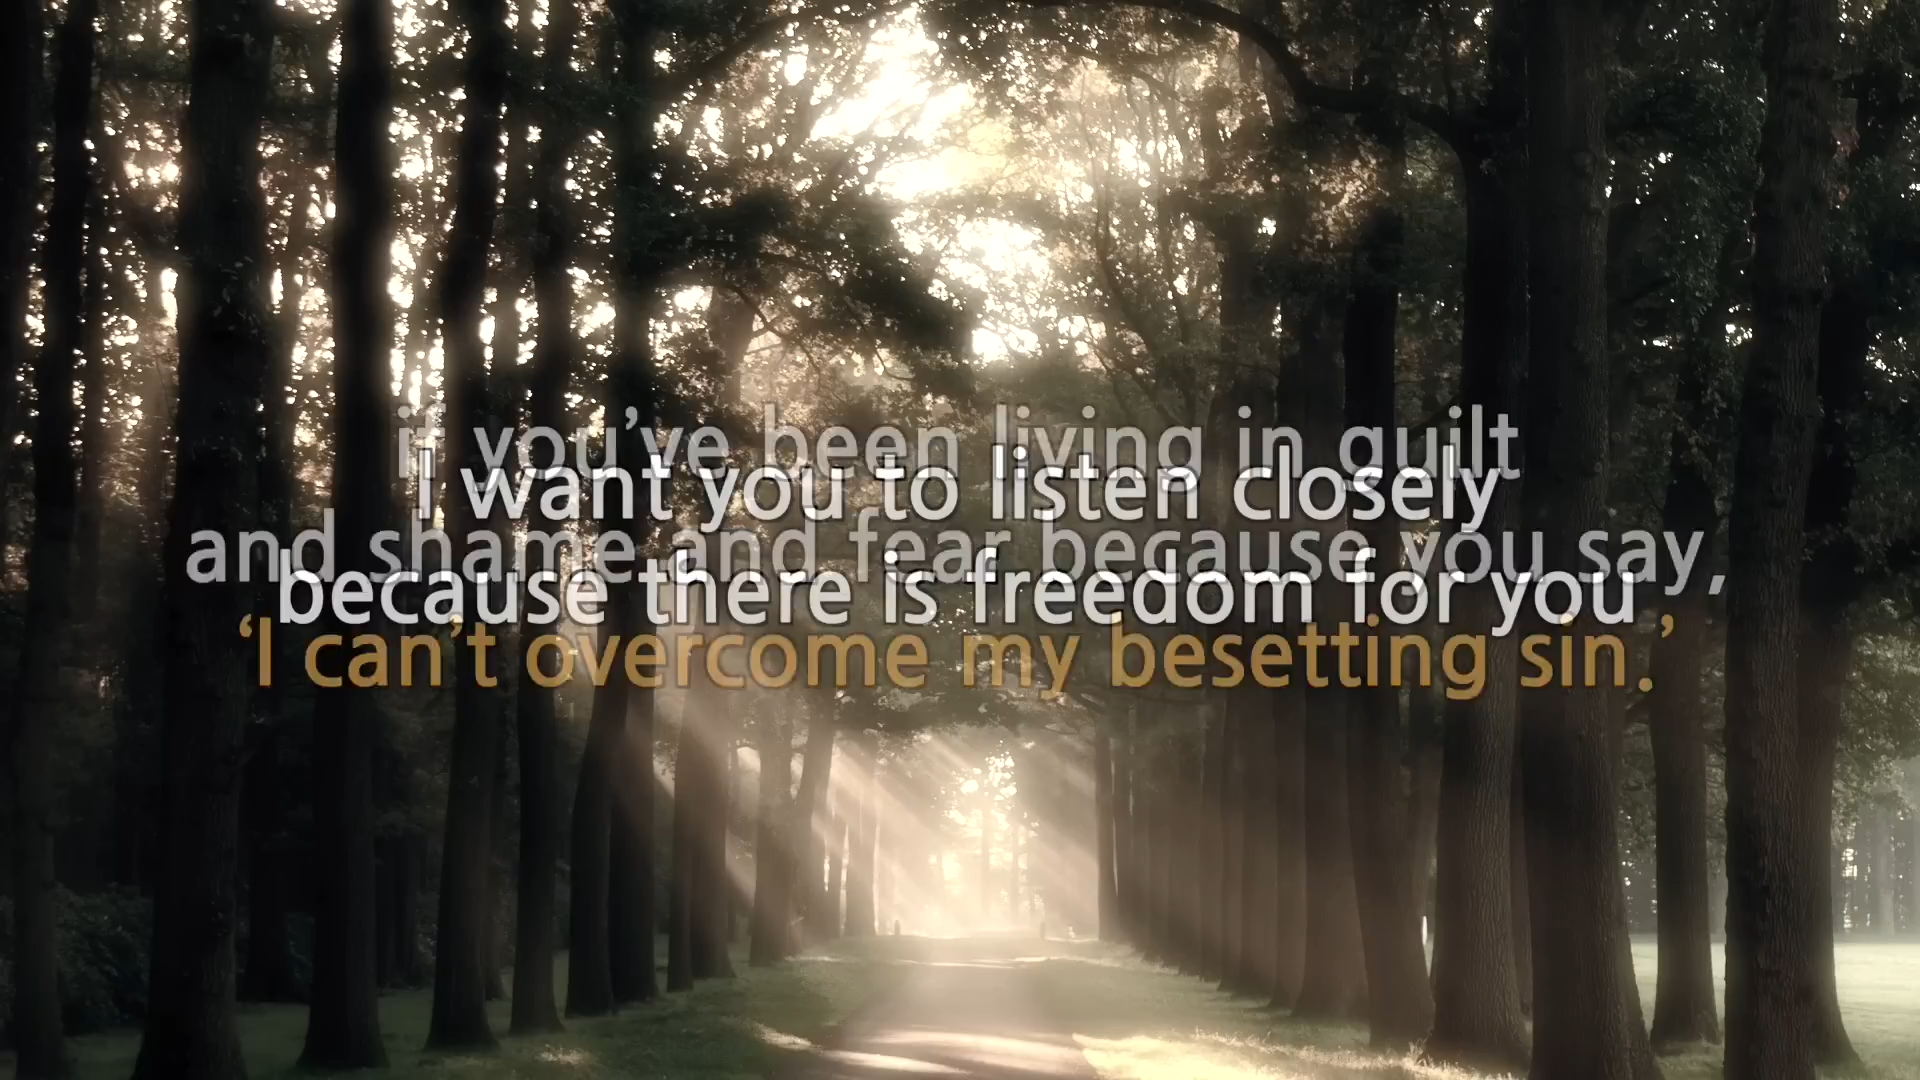 if you've been living in guilt
and shame and fear because you say,
‘I can't overcome my besetting sin.’
I want you to listen closely
because there is freedom for you